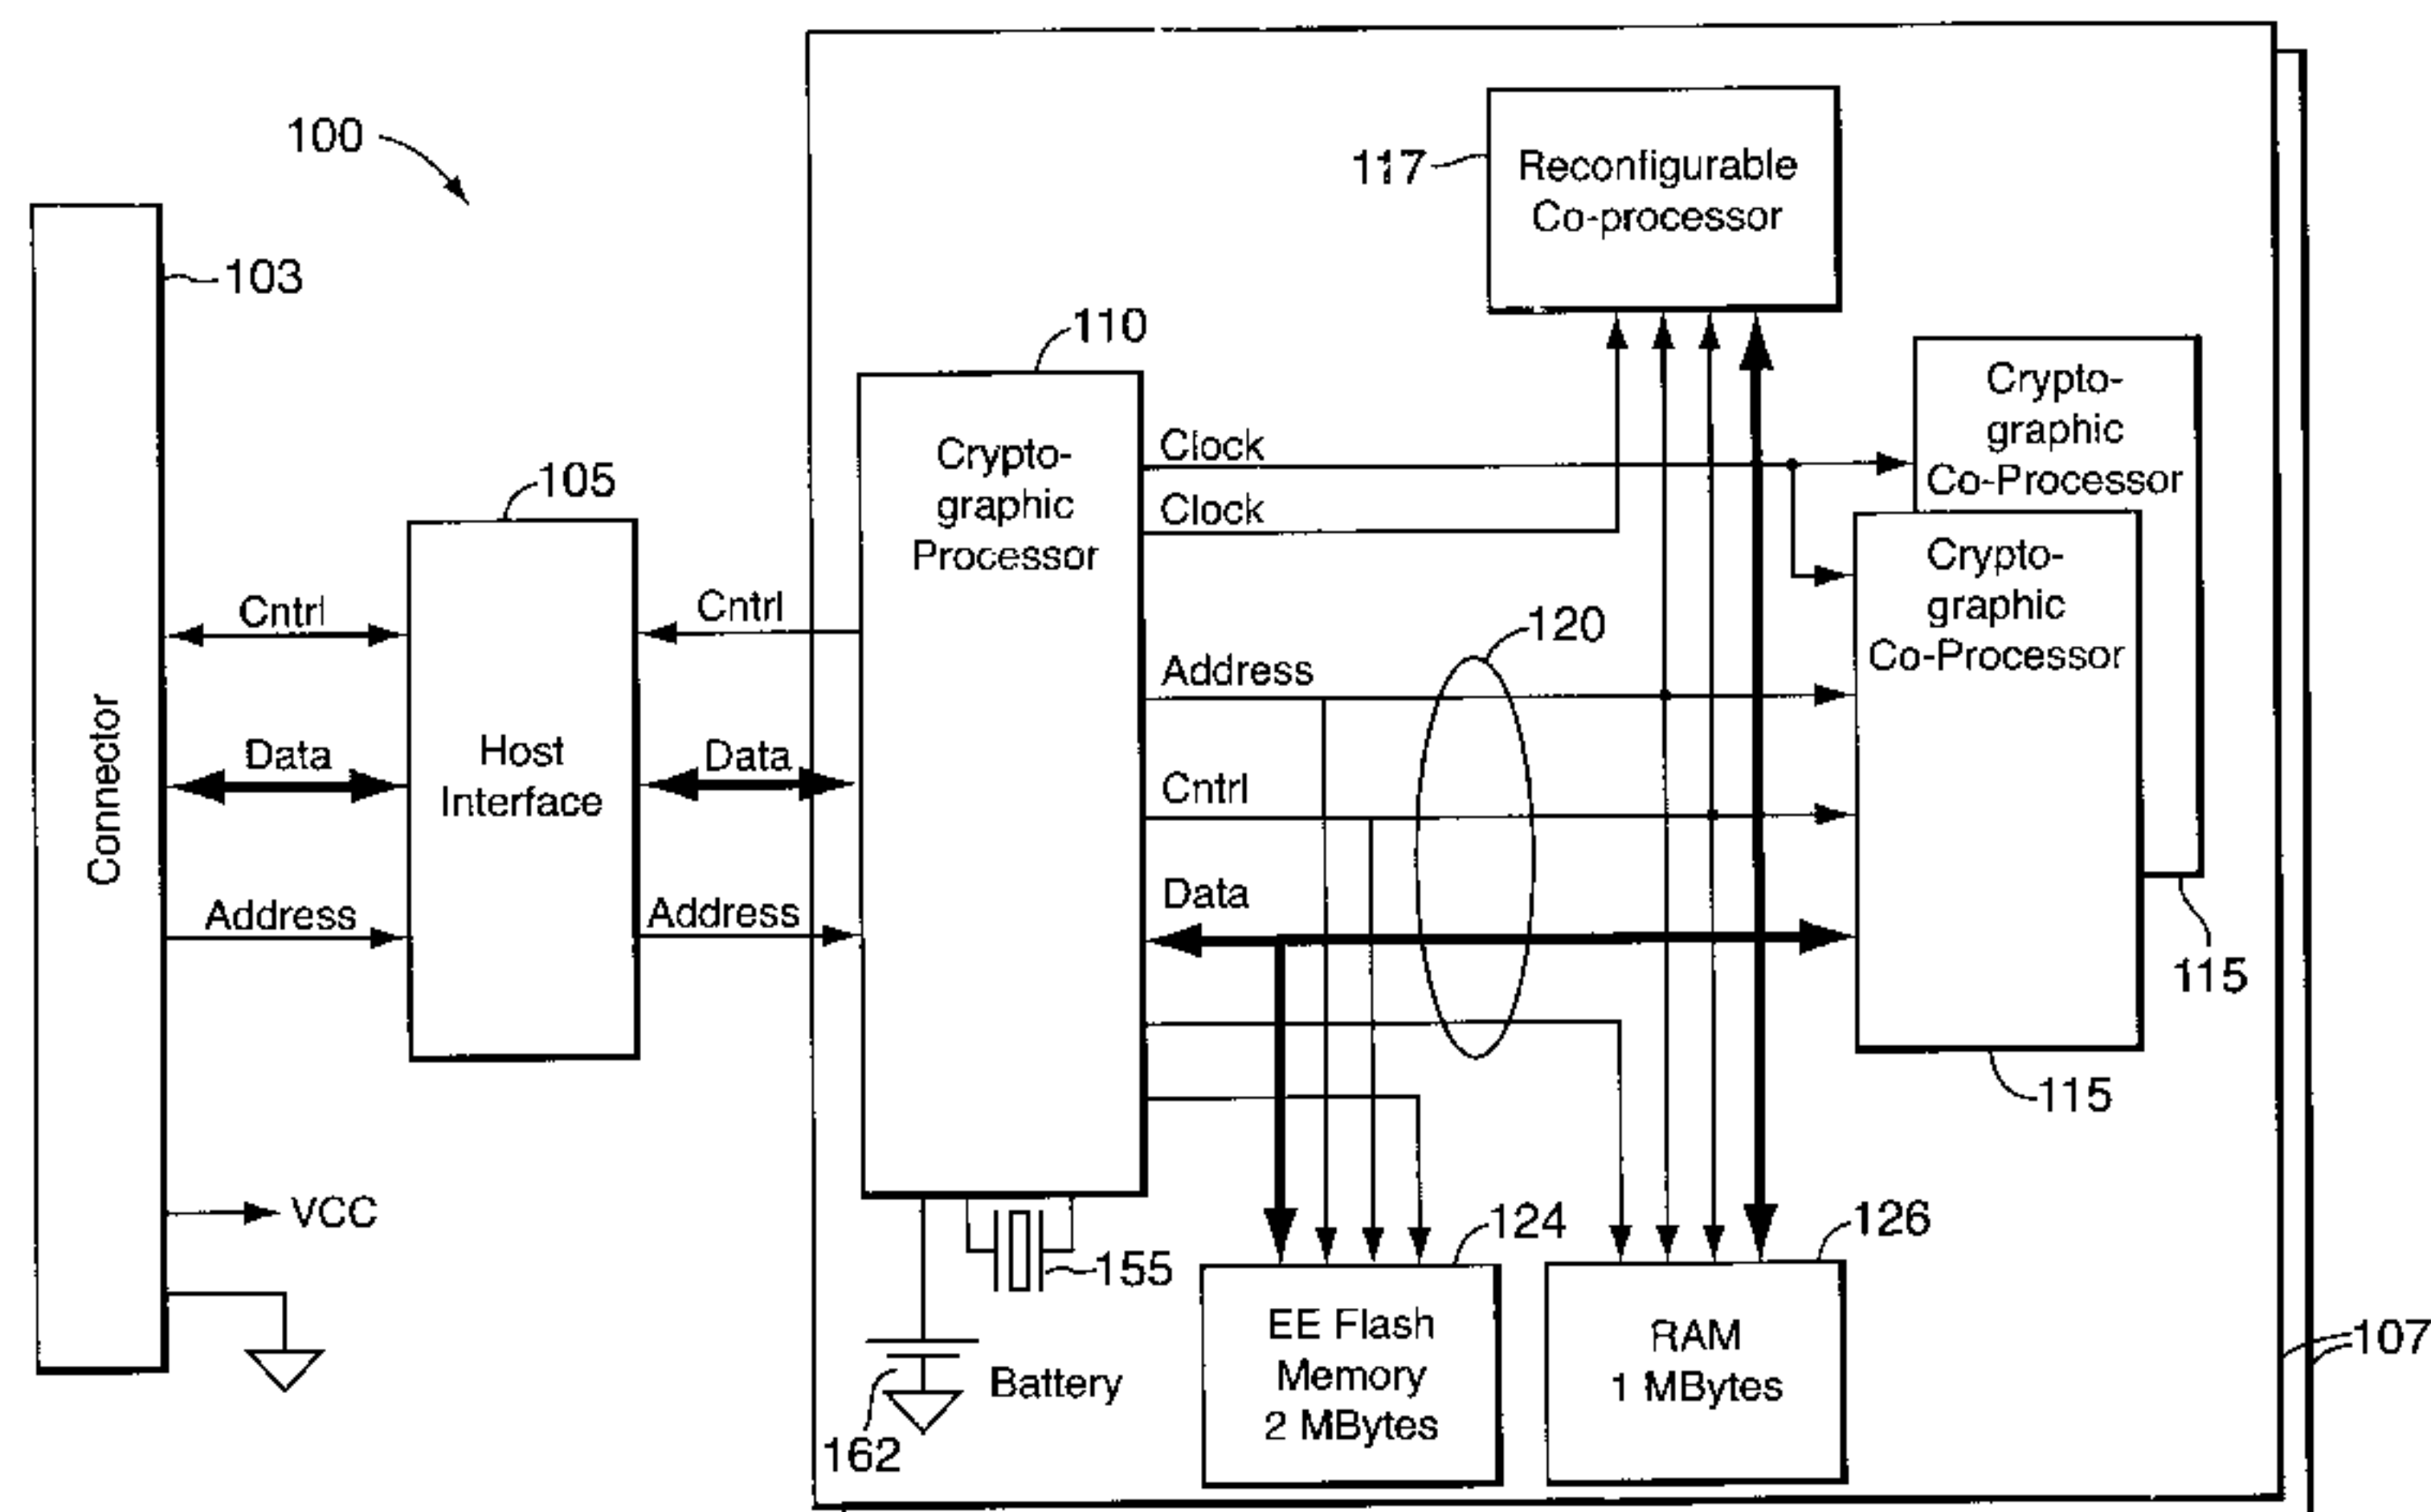 100
103
Connector
Cntrl
Data
Address
VCC
105
Host
Interface
Cntrl
Data
Address
110
Crypto-
graphic
Processor
Clock
Clock
Address
Cntrl
Data
120
117
Reconfigurable
Co-processor
Crypto-
graphic
Co-Processor
Crypto-
graphic
Co-Processor
115
115
155
162
Battery
124
EE Flash
Memory
2 MBytes
126
RAM
1 MBytes
107